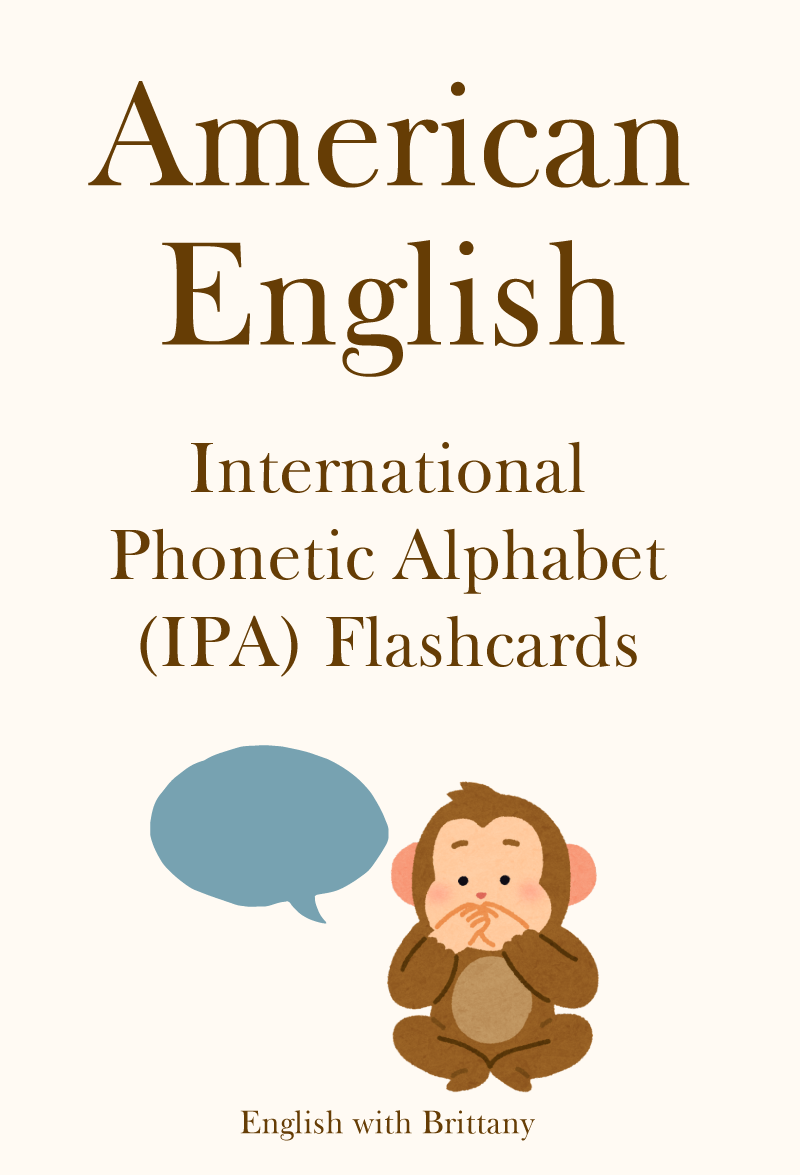 American
English
International
Phonetic Alphabet
(IPA) Flashcards
English with Brittany